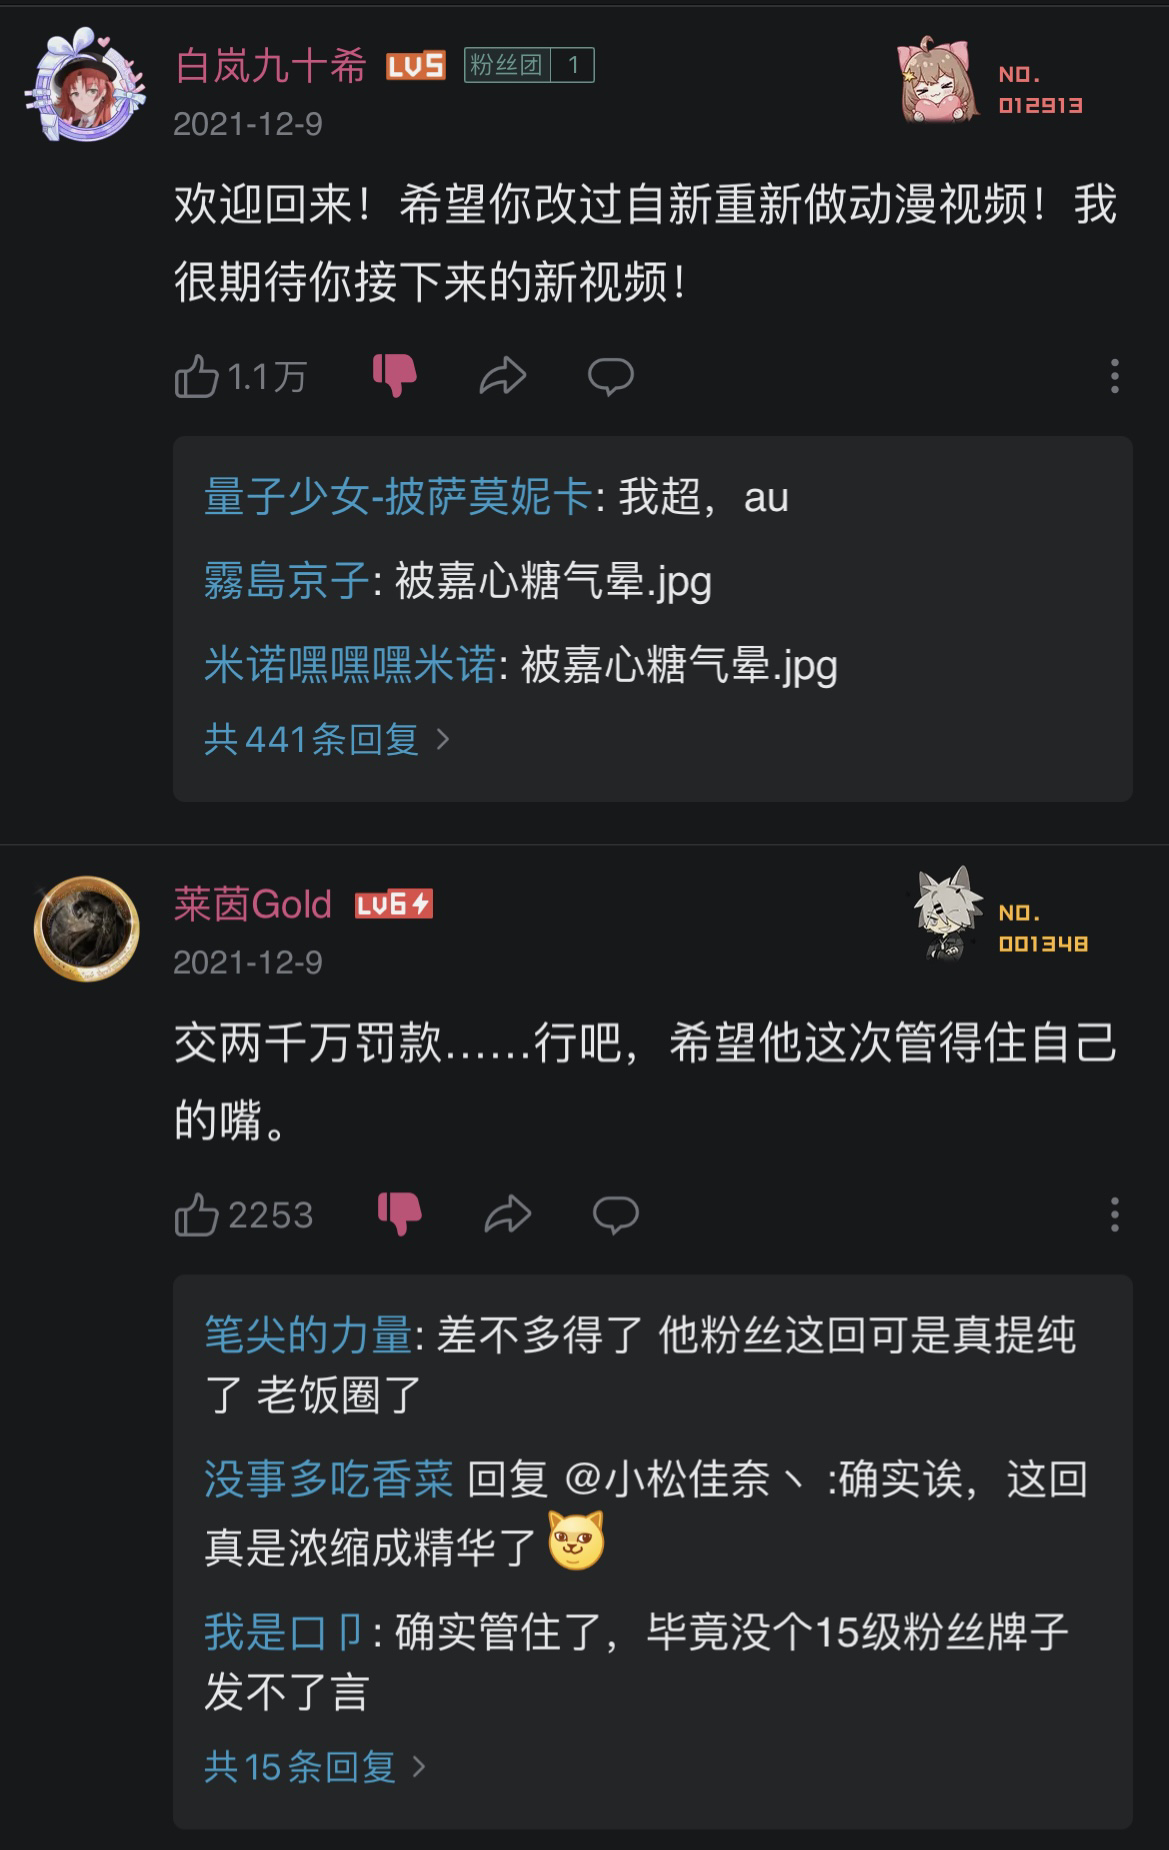 白岚九十希 LV5 粉丝团 1
NO.
012913
2021-12-9
欢迎回来！希望你改过自新重新做动漫视频！我
很期待你接下来的新视频！
1.1万
量子少女-披萨莫妮卡: 我超，au
霧島京子: 被嘉心糖气晕.jpg
米诺嘿嘿嘿米诺: 被嘉心糖气晕.jpg
共441条回复 >
莱茵Gold LV6
NO.
001348
2021-12-9
交两千万罚款……行吧，希望他这次管得住自己
的嘴。
2253
笔尖的力量: 差不多得了 他粉丝这回可是真提纯
了 老饭圈了
没事多吃香菜 回复 @小松佳奈丶 :确实诶，这回
真是浓缩成精华了
我是口卩: 确实管住了，毕竟没个15级粉丝牌子
发不了言
共15条回复 >